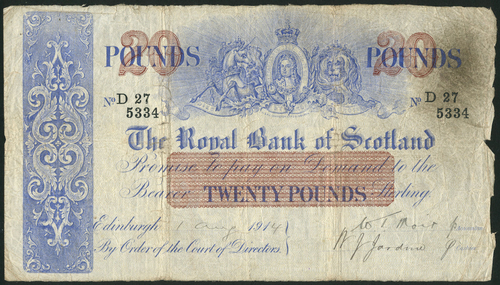 20 POUNDS 20 POUNDS
No D 27 5334 No D 27 5334
The Royal Bank of Scotland
Promise to pay on Demand to the
Bearer TWENTY POUNDS Sterling
Edinburgh 1 Aug 1914
By Order of the Court of Directors.